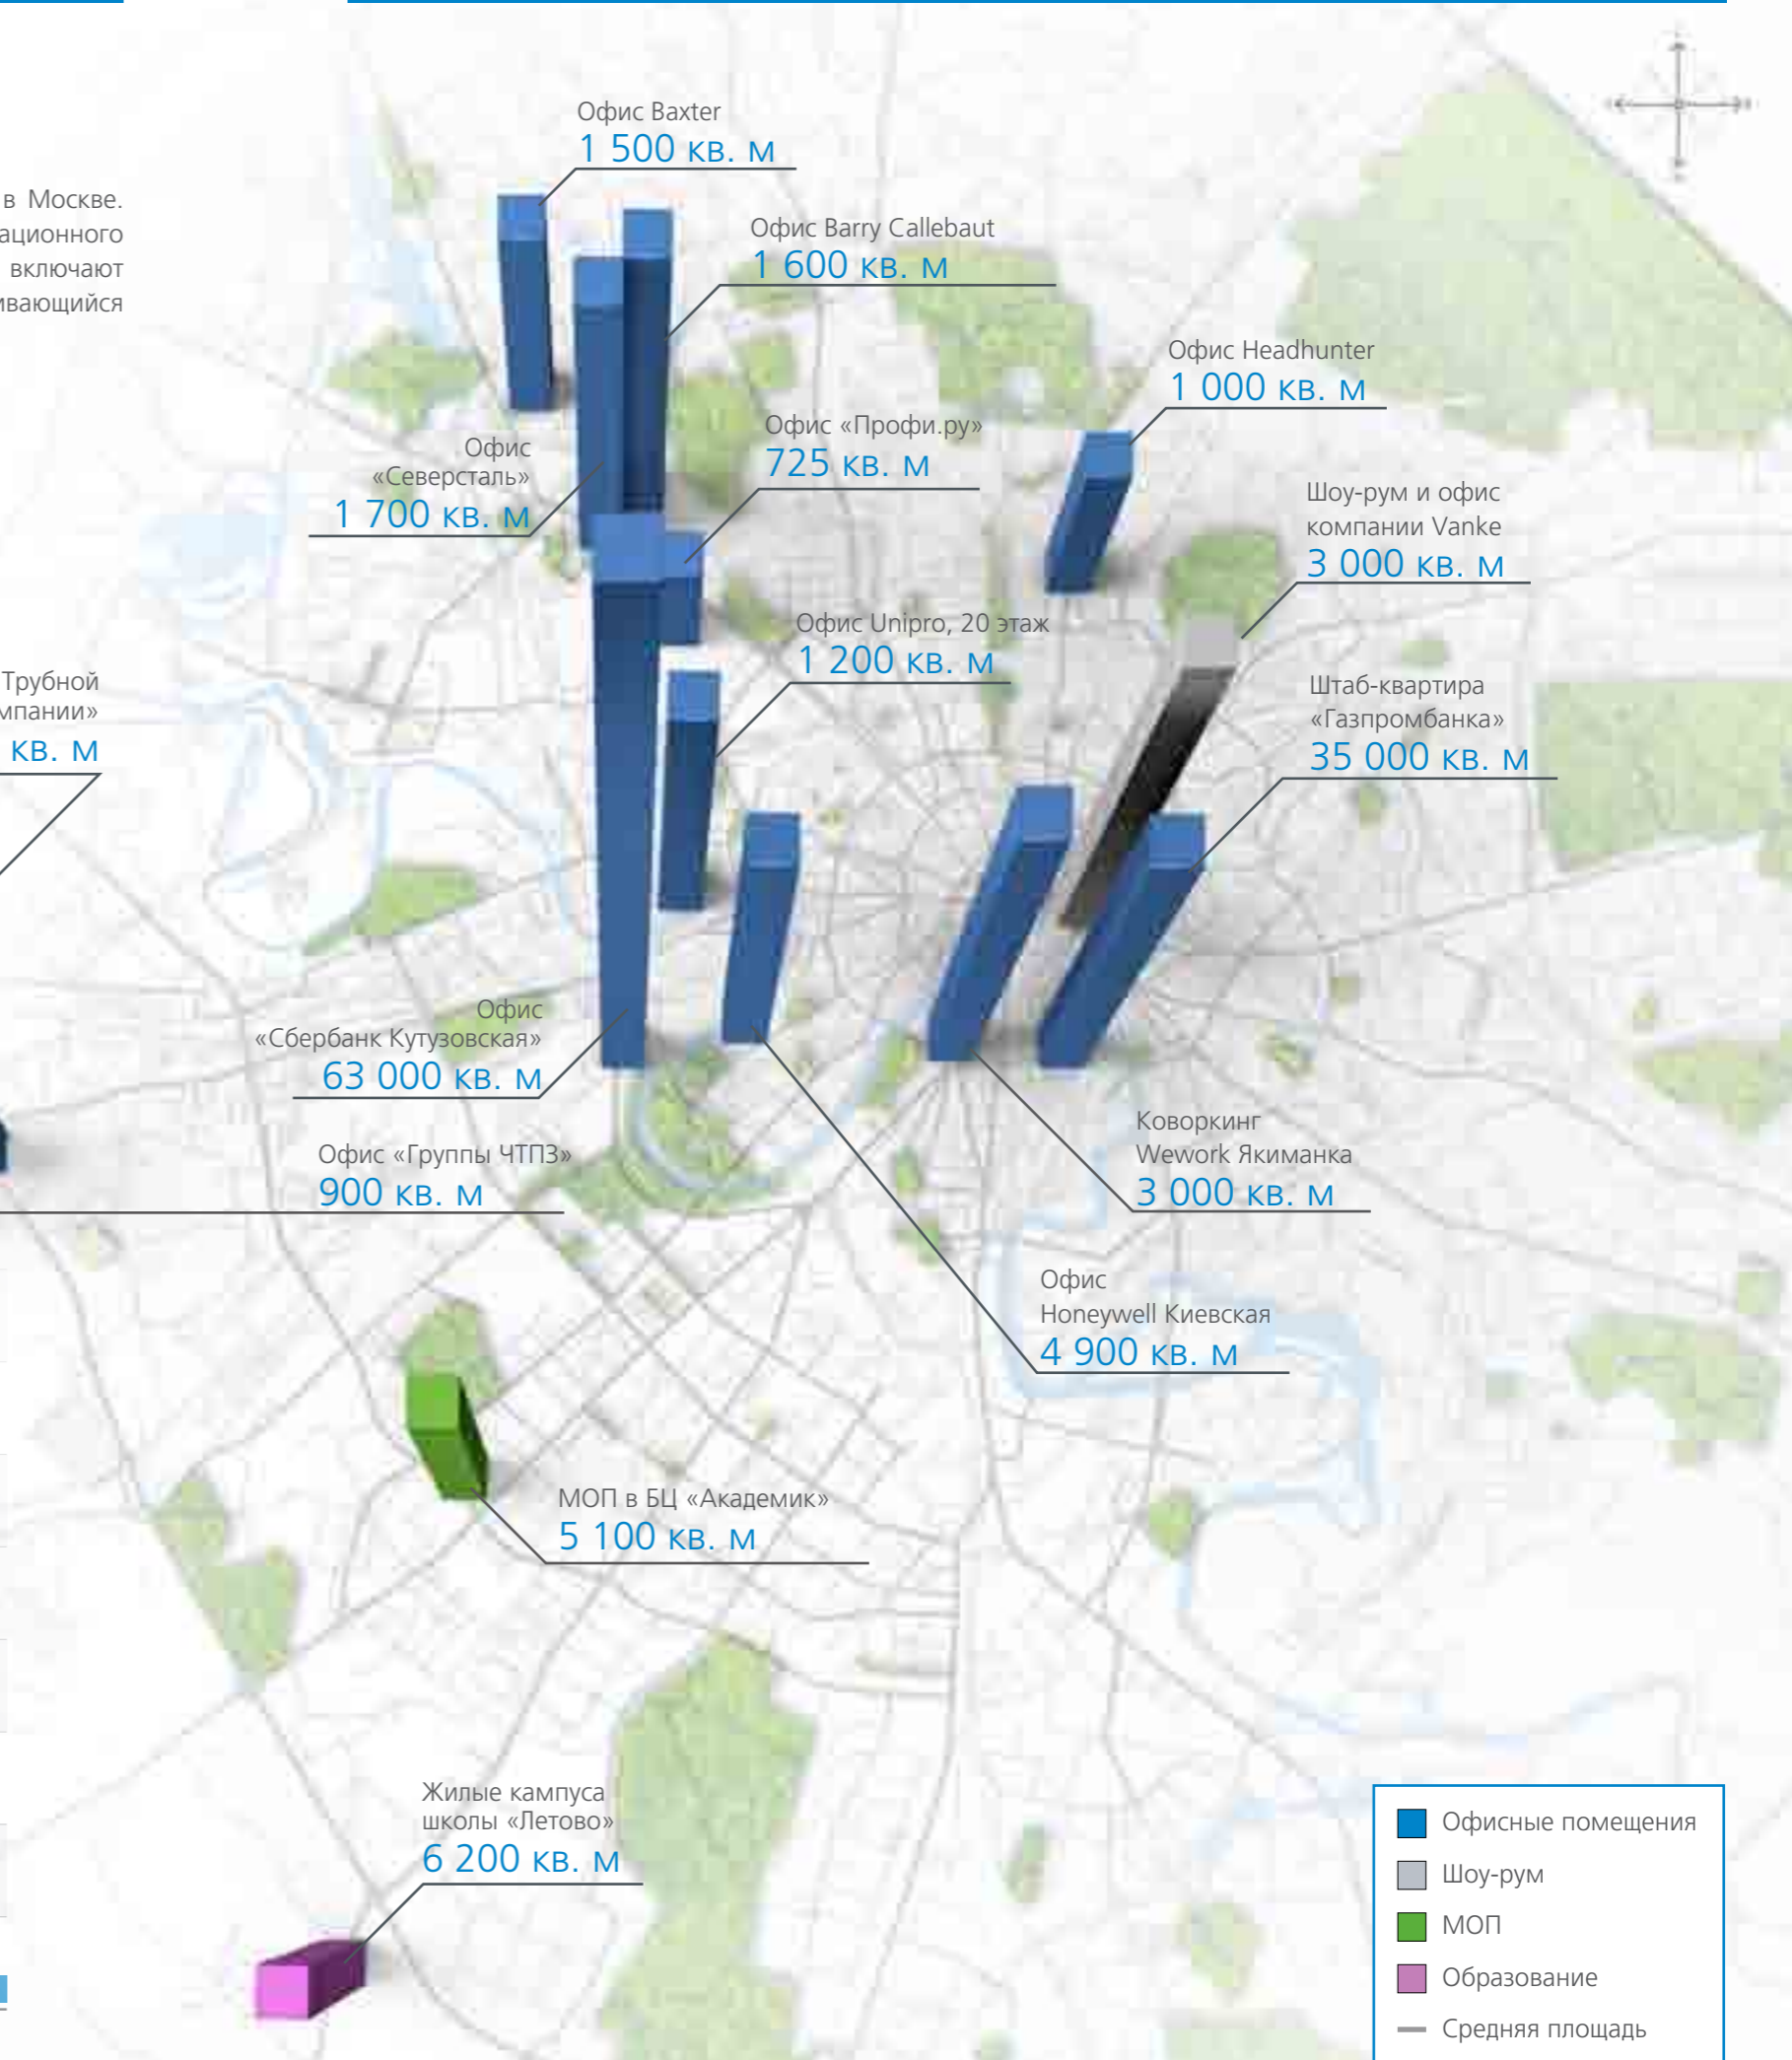 в Москве.
ационного
включают
ивающийся
Офис Baxter
1 500 кв. м
Офис Barry Callebaut
1 600 кв. м
Офис Headhunter
1 000 кв. м
Офис
«Северсталь»
1 700 кв. м
Офис «Профи.ру»
725 кв. м
Шоу-рум и офис
компании Vanke
3 000 кв. м
Офис Unipro, 20 этаж
1 200 кв. м
Трубной
мпании»
кв. м
Штаб-квартира
«Газпромбанка»
35 000 кв. м
Офис
«Сбербанк Кутузовская»
63 000 кв. м
Офис «Группы ЧТПЗ»
900 кв. м
Коворкинг
Wework Якиманка
3 000 кв. м
Офис
Honeywell Киевская
4 900 кв. м
МОП в БЦ «Академик»
5 100 кв. м
Жилые кампуса
школы «Летово»
6 200 кв. м
Офисные помещения
Шоу-рум
МОП
Образование
Средняя площадь